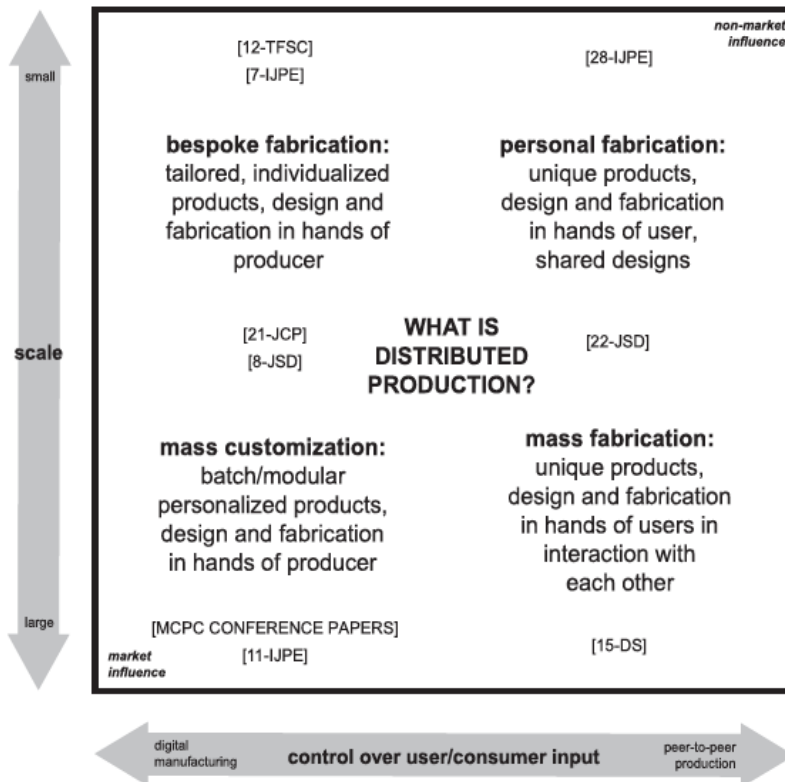 non-market
influence
[12-TFSC]
[7-IJPE]
[28-IJPE]
small
bespoke fabrication:
tailored, individualized
products, design and
fabrication in hands of
producer
personal fabrication:
unique products,
design and fabrication
in hands of user,
shared designs
scale
[21-JCP]
[8-JSD]
WHAT IS
DISTRIBUTED
PRODUCTION?
[22-JSD]
mass customization:
batch/modular
personalized products,
design and fabrication
in hands of producer
mass fabrication:
unique products,
design and fabrication
in hands of users in
interaction with
each other
large
[MCPC CONFERENCE PAPERS]
[11-IJPE]
[15-DS]
market
influence
digital
manufacturing
control over user/consumer input
peer-to-peer
production